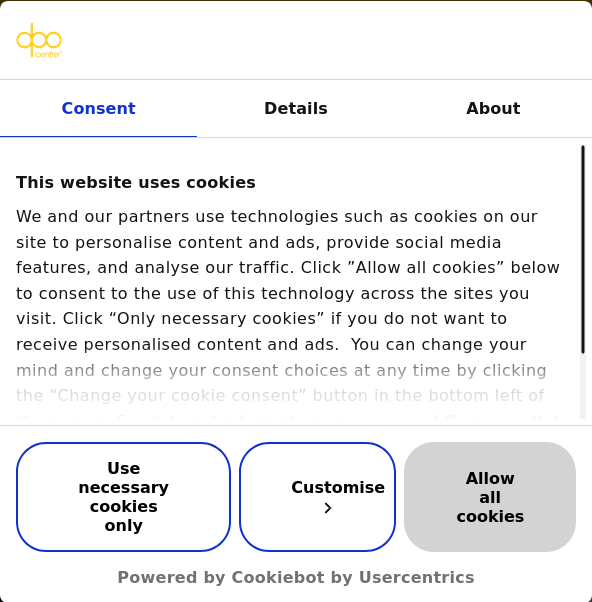 dpo
centre
Consent
Details
About
This website uses cookies
We and our partners use technologies such as cookies on our
site to personalise content and ads, provide social media
features, and analyse our traffic. Click ”Allow all cookies” below
to consent to the use of this technology across the sites you
visit. Click “Only necessary cookies” if you do not want to
receive personalised content and ads.  You can change your
mind and change your consent choices at any time by clicking
the “Change your cookie consent” button in the bottom left of
Use
necessary
cookies
only
Customise
Allow
all
cookies
Powered by Cookiebot by Usercentrics